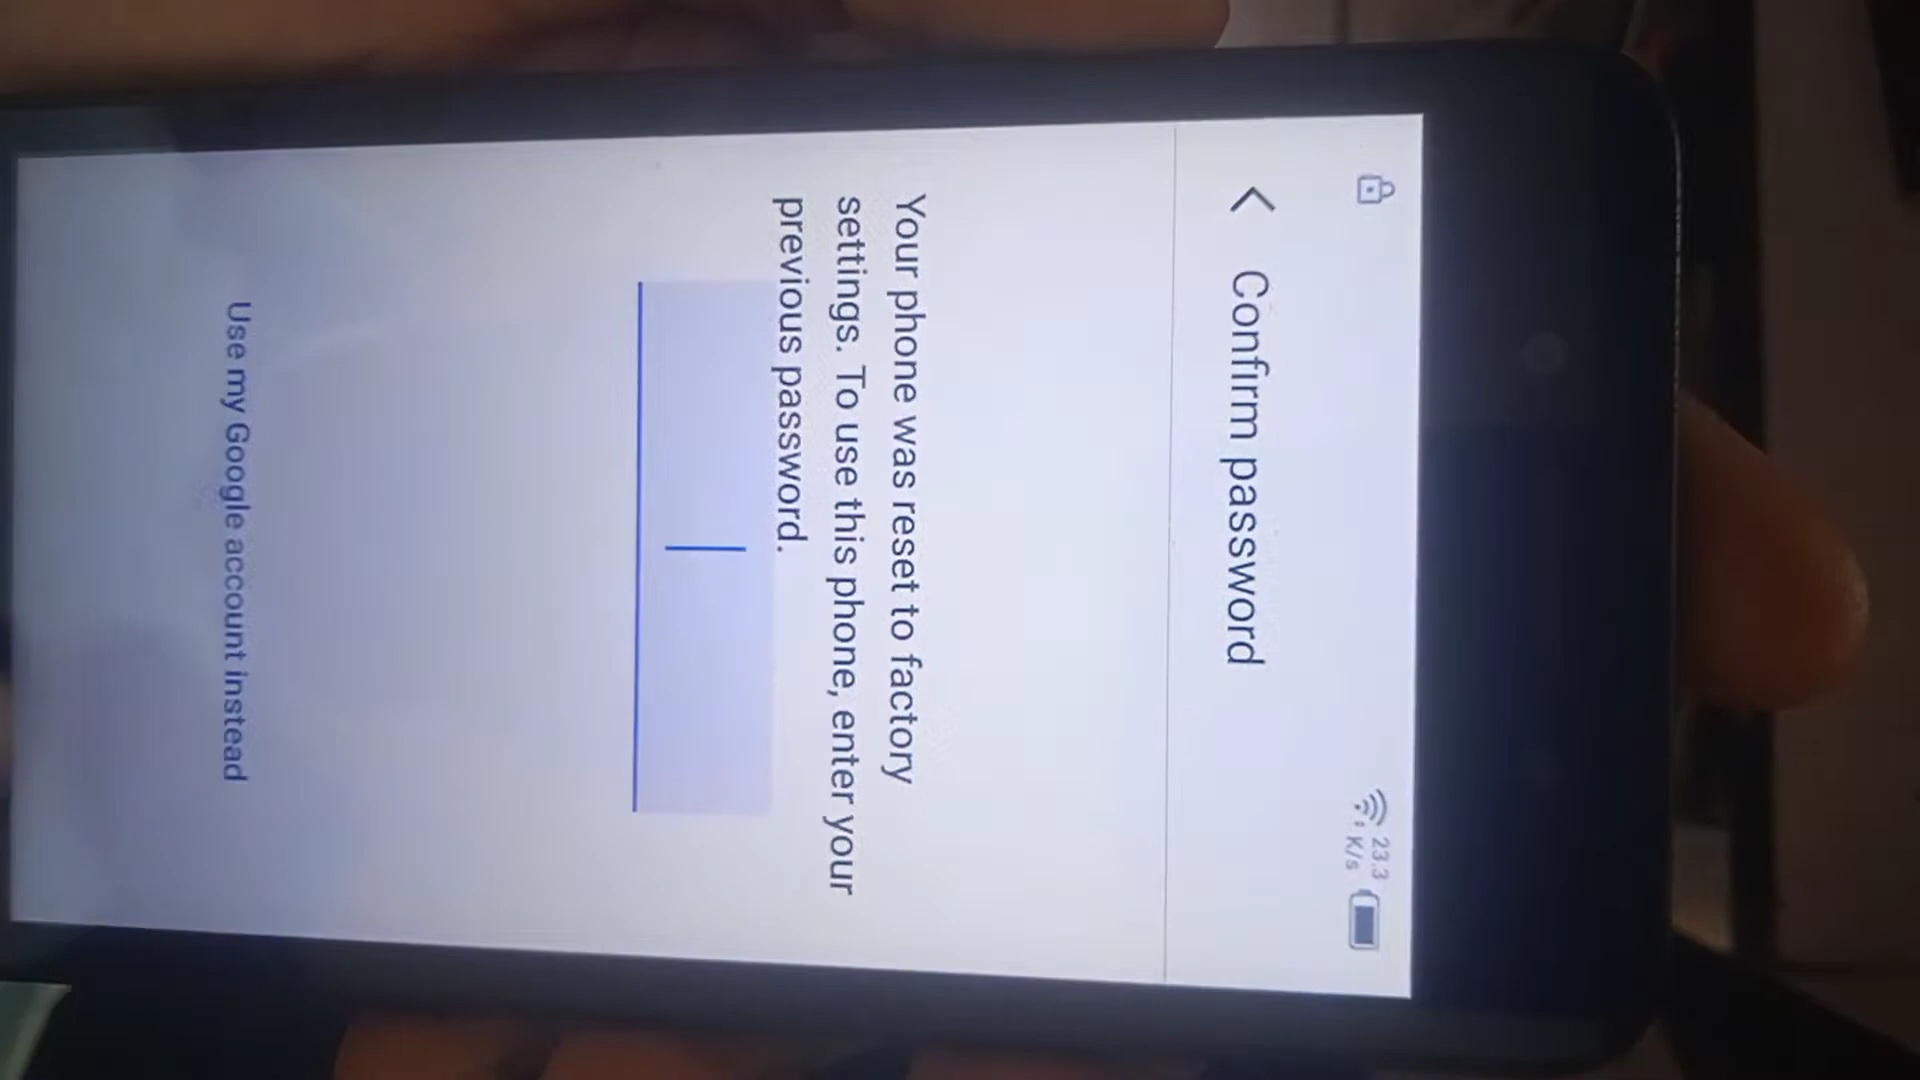 23.3
K/s
Confirm password
Your phone was reset to factory
settings. To use this phone, enter your
previous password.
Use my Google account instead